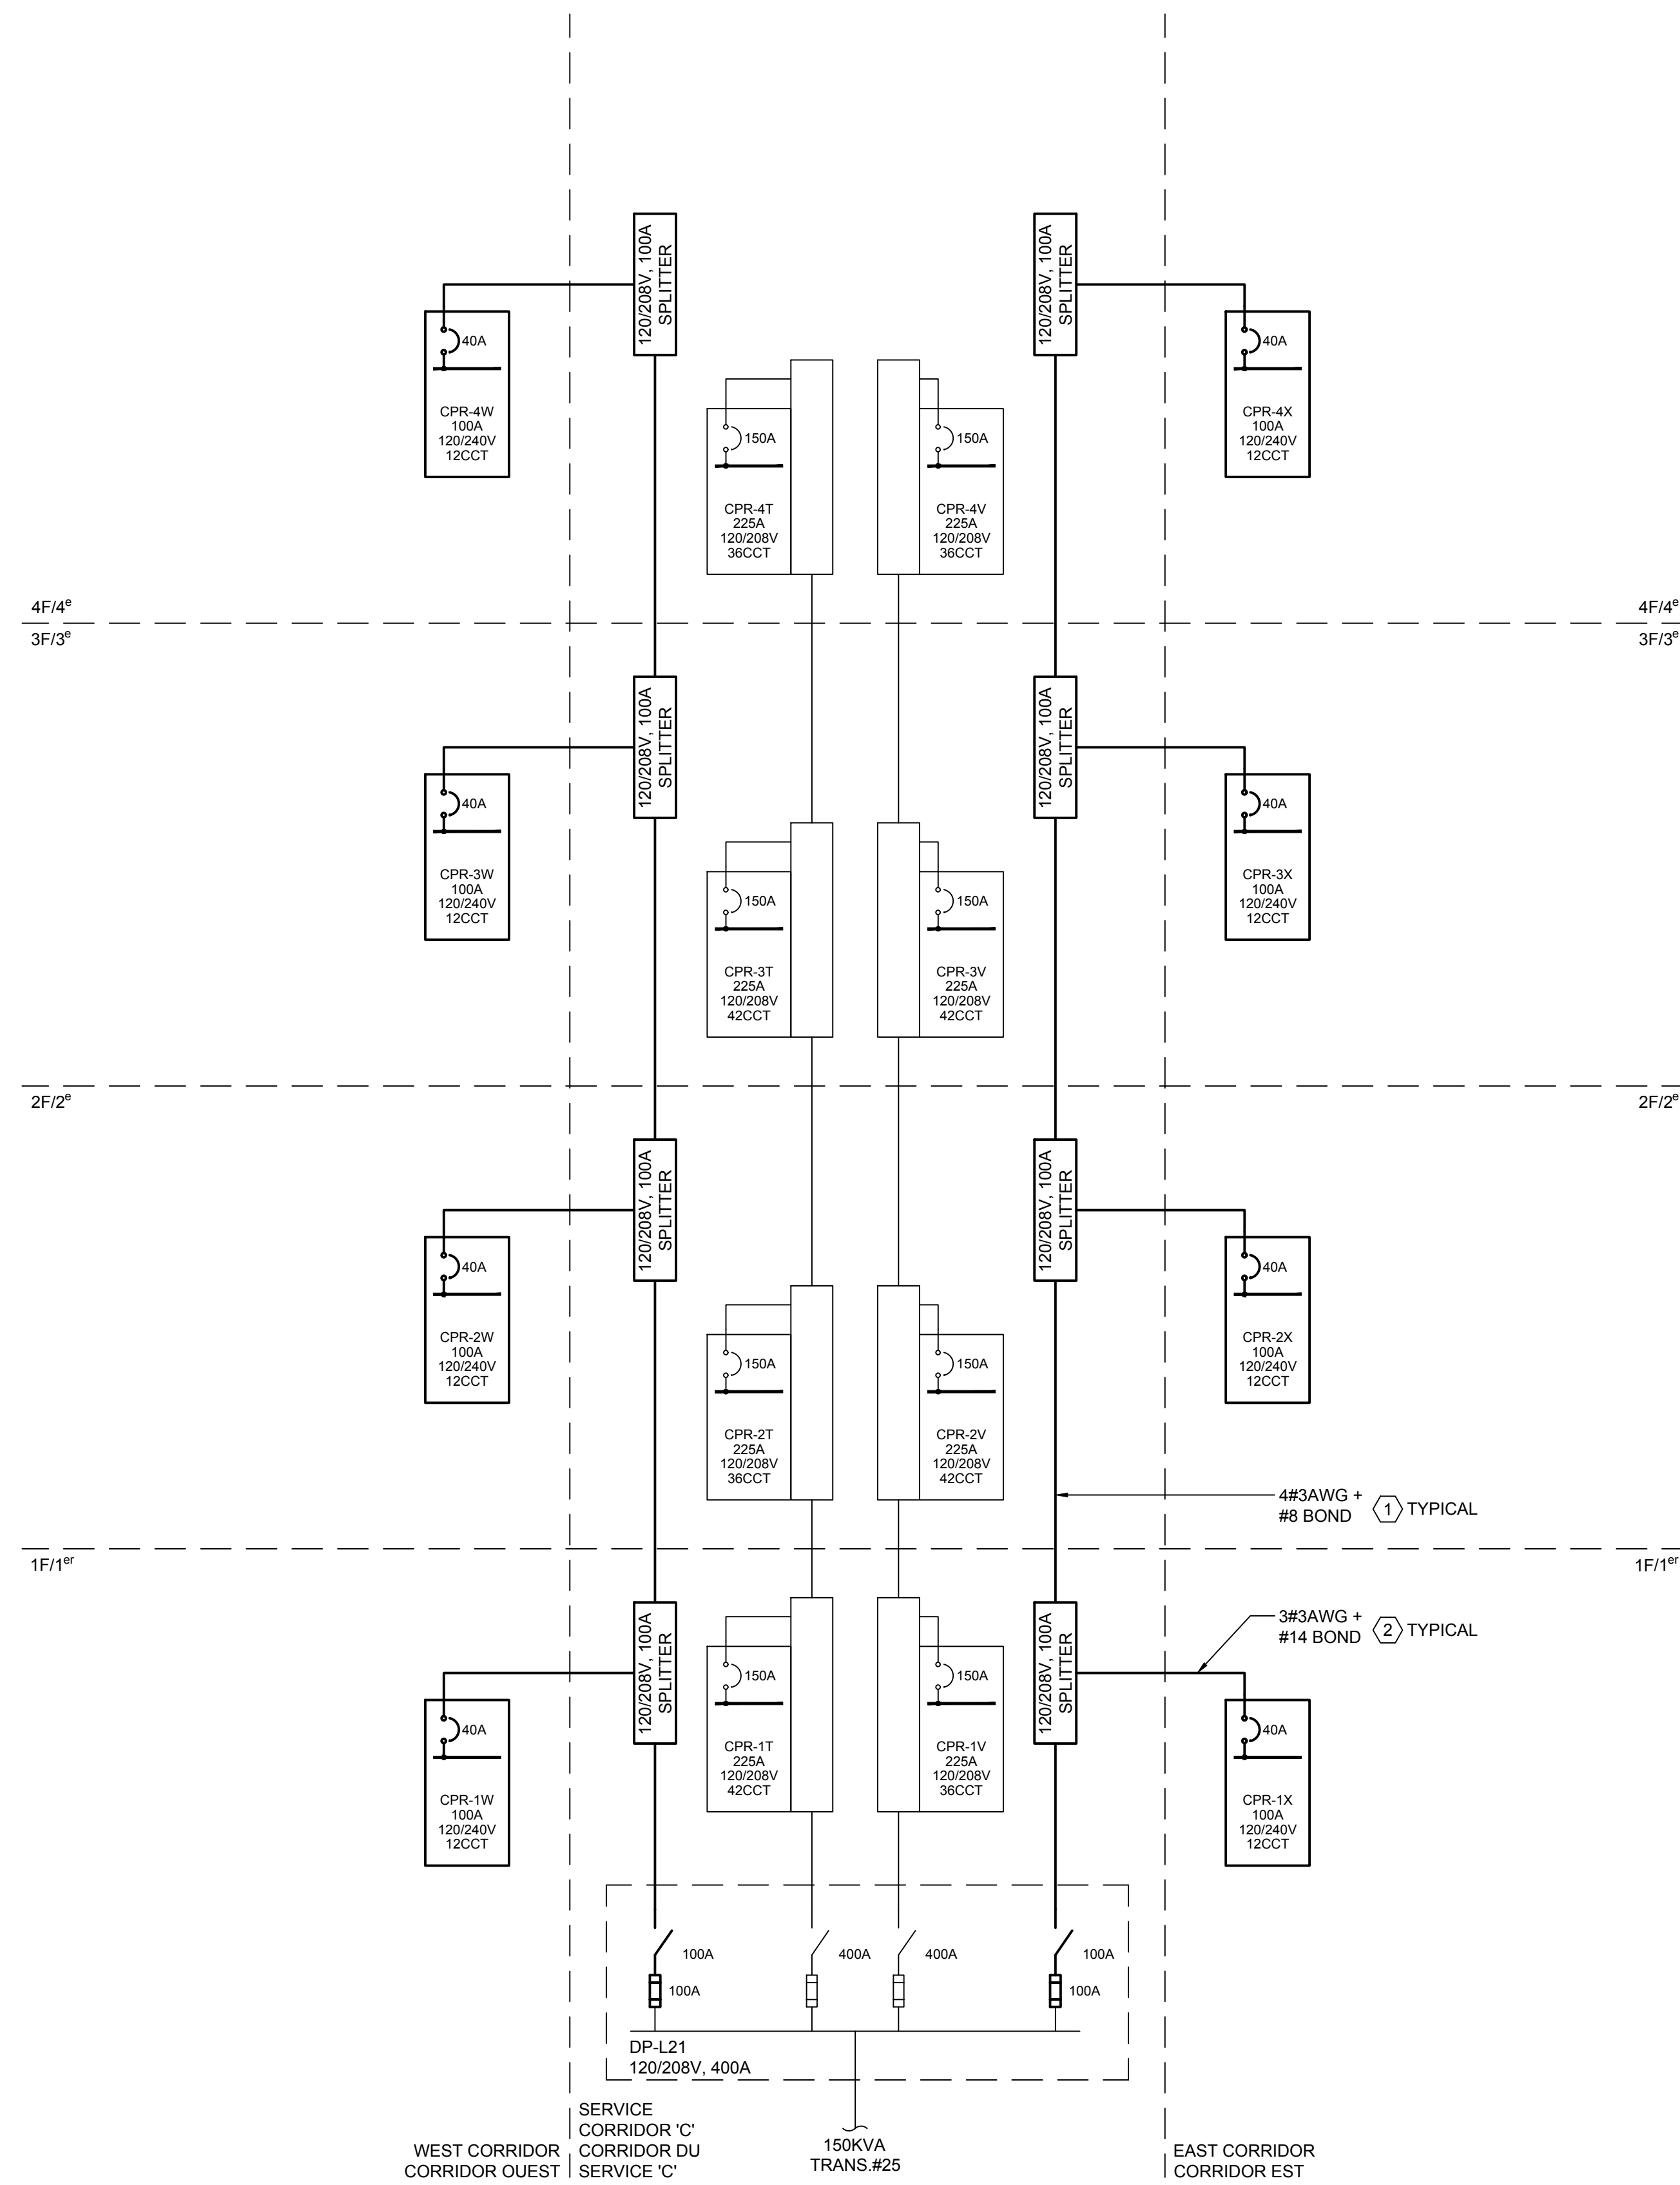 120/208V, 100A
SPLITTER
120/208V, 100A
SPLITTER
40A
CPR-4W
100A
120/240V
12CCT
40A
CPR-4X
100A
120/240V
12CCT
150A
CPR-4T
225A
120/208V
36CCT
150A
CPR-4V
225A
120/208V
36CCT
4F/4e
3F/3e
4F/4e
3F/3e
120/208V, 100A
SPLITTER
120/208V, 100A
SPLITTER
40A
CPR-3W
100A
120/240V
12CCT
40A
CPR-3X
100A
120/240V
12CCT
150A
CPR-3T
225A
120/208V
42CCT
150A
CPR-3V
225A
120/208V
42CCT
2F/2e
2F/2e
120/208V, 100A
SPLITTER
120/208V, 100A
SPLITTER
40A
CPR-2W
100A
120/240V
12CCT
40A
CPR-2X
100A
120/240V
12CCT
150A
CPR-2T
225A
120/208V
36CCT
150A
CPR-2V
225A
120/208V
42CCT
4#3AWG +
#8 BOND 1 TYPICAL
1F/1er
1F/1er
120/208V, 100A
SPLITTER
120/208V, 100A
SPLITTER
3#3AWG +
#14 BOND 2 TYPICAL
40A
CPR-1W
100A
120/240V
12CCT
150A
CPR-1T
225A
120/208V
42CCT
150A
CPR-1V
225A
120/208V
36CCT
40A
CPR-1X
100A
120/240V
12CCT
100A
400A
400A
100A
100A
100A
DP-L21
120/208V, 400A
150KVA
TRANS.#25
WEST CORRIDOR
CORRIDOR OUEST
SERVICE
CORRIDOR 'C'
CORRIDOR DU
SERVICE 'C'
EAST CORRIDOR
CORRIDOR EST